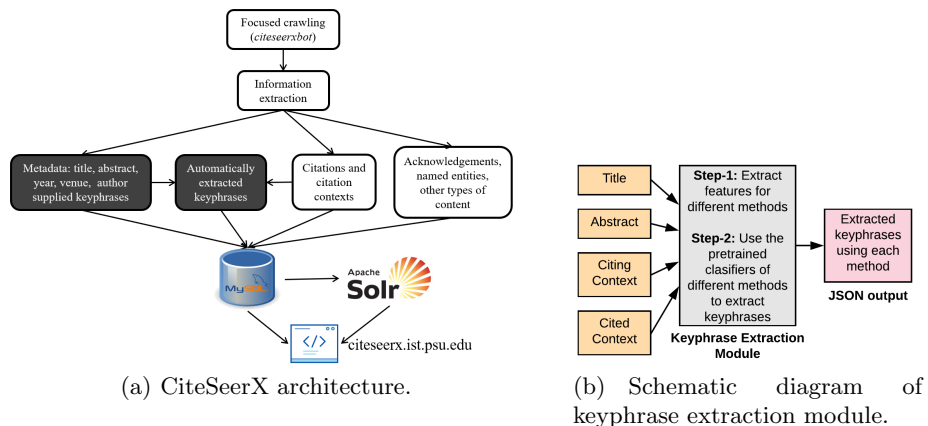 Focused crawling
(citeseerxbot)
Information
extraction
Metadata: title, abstract,
year, venue, author
supplied keyphrases
Automatically
extracted
keyphrases
Citations and
citation
contexts
Acknowledgements,
named entities,
other types of
content
MySQL
Apache
Solr
</>
citeseerx.ist.psu.edu
(a) CiteSeerX architecture.
Title
Abstract
Citing
Context
Cited
Context
Step-1: Extract
features for
different methods
Step-2: Use the
pretrained clasifiers of
different methods
to extract
keyphrases
Keyphrase Extraction
Module
Extracted
keyphrases
using each
method
JSON output
(b) Schematic diagram of
keyphrase extraction module.